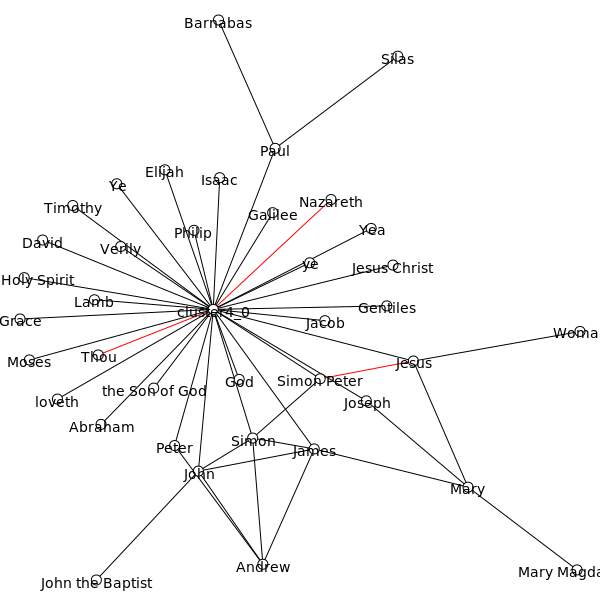 Barnabas
Silas
Paul
Elijah
Isaac
Ye
Nazareth
Timothy
Galilee
Philip
Yea
David
Verily
ye
Jesus Christ
Holy Spirit
Lamb
Gentiles
cluster4_0
Grace
Jacob
Woma
Moses
Thou
Jesus
the Son of God
God
Simon Peter
loveth
Joseph
Abraham
Peter
Simon
James
John
Mary
Andrew
Mary Magda
John the Baptist